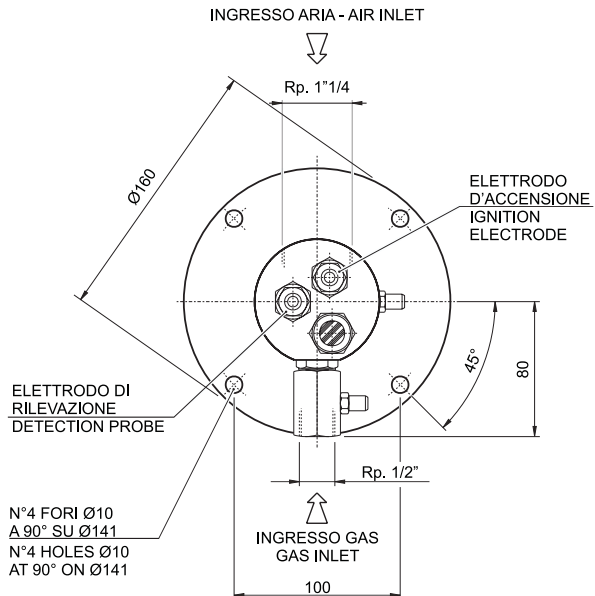 INGRESSO ARIA - AIR INLET
Rp. 1"1/4
Ø160
ELETTRODO
D'ACCENSIONE
IGNITION
ELECTRODE
45°
80
ELETTRODO DI
RILEVAZIONE
DETECTION PROBE
Rp. 1/2"
N°4 FORI Ø10
A 90° SU Ø141
N°4 HOLES Ø10
AT 90° ON Ø141
INGRESSO GAS
GAS INLET
100